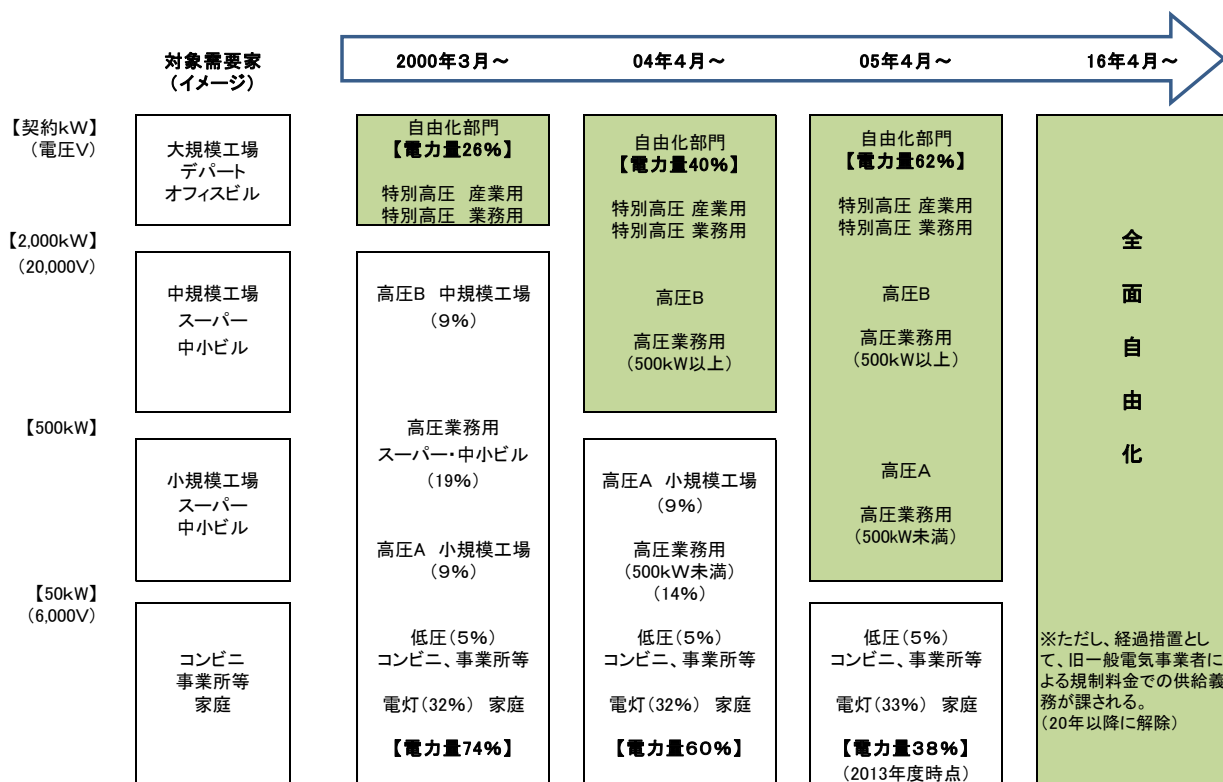 対象需要家
(イメージ)
2000年3月～
04年4月～
05年4月～
16年4月～
【契約kW】
(電圧V)
【2,000kW】
(20,000V)
【500kW】
【50kW】
(6,000V)
大規模工場
デパート
オフィスビル
中規模工場
スーパー
中小ビル
小規模工場
スーパー
中小ビル
コンビニ
事業所等
家庭
自由化部門
【電力量26%】
特別高圧 産業用
特別高圧 業務用
高圧B 中規模工場
(9%)
高圧業務用
スーパー・中小ビル
(19%)
高圧A 小規模工場
(9%)
低圧(5%)
コンビニ、事業所等
電灯(32%) 家庭
【電力量74%】
自由化部門
【電力量40%】
特別高圧 産業用
特別高圧 業務用
高圧B
高圧業務用
(500kW以上)
高圧A 小規模工場
(9%)
高圧業務用
(500kW未満)
(14%)
低圧(5%)
コンビニ、事業所等
電灯(32%) 家庭
【電力量60%】
自由化部門
【電力量62%】
特別高圧 産業用
特別高圧 業務用
高圧B
高圧業務用
(500kW以上)
高圧A
高圧業務用
(500kW未満)
低圧(5%)
コンビニ、事業所等
電灯(33%) 家庭
【電力量38%】
(2013年度時点)
全
面
自
由
化
※ただし、経過措置とし
て、旧一般電気事業者に
よる規制料金での供給義
務が課される。
(20年以降に解除)